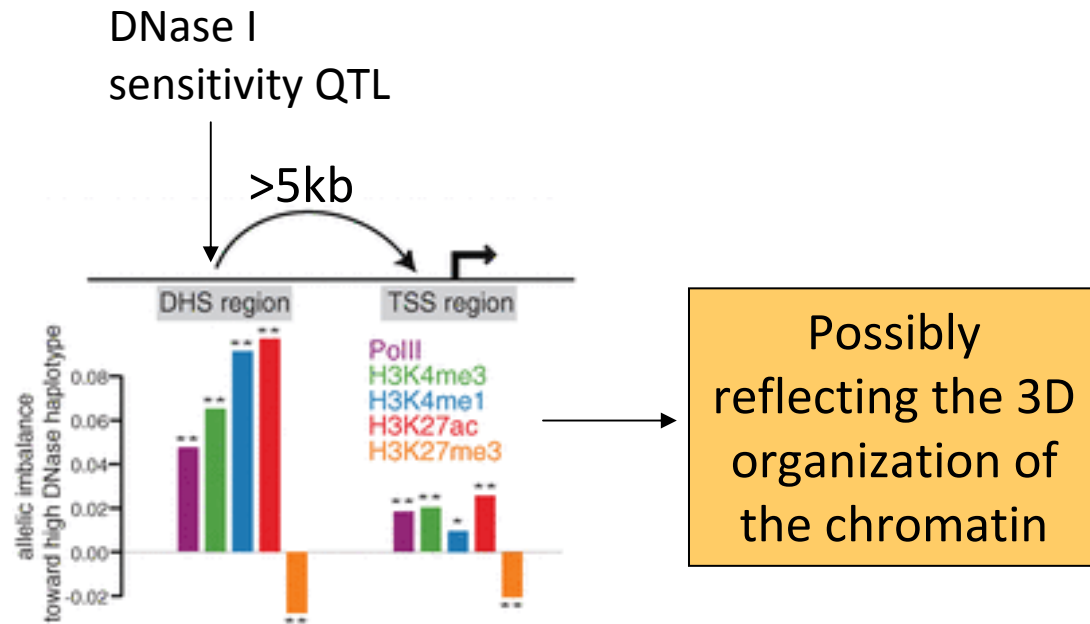 DNase I
sensitivity QTL
>5kb
DHS region
TSS region
allelic imbalance
toward high DNase haplotype
0.08
0.06
0.04
0.02
0.00
-0.02
**
**
**
**
**
PolII
H3K4me3
H3K4me1
H3K27ac
H3K27me3
**
**
*
**
**
Possibly
reflecting the 3D
organization of
the chromatin